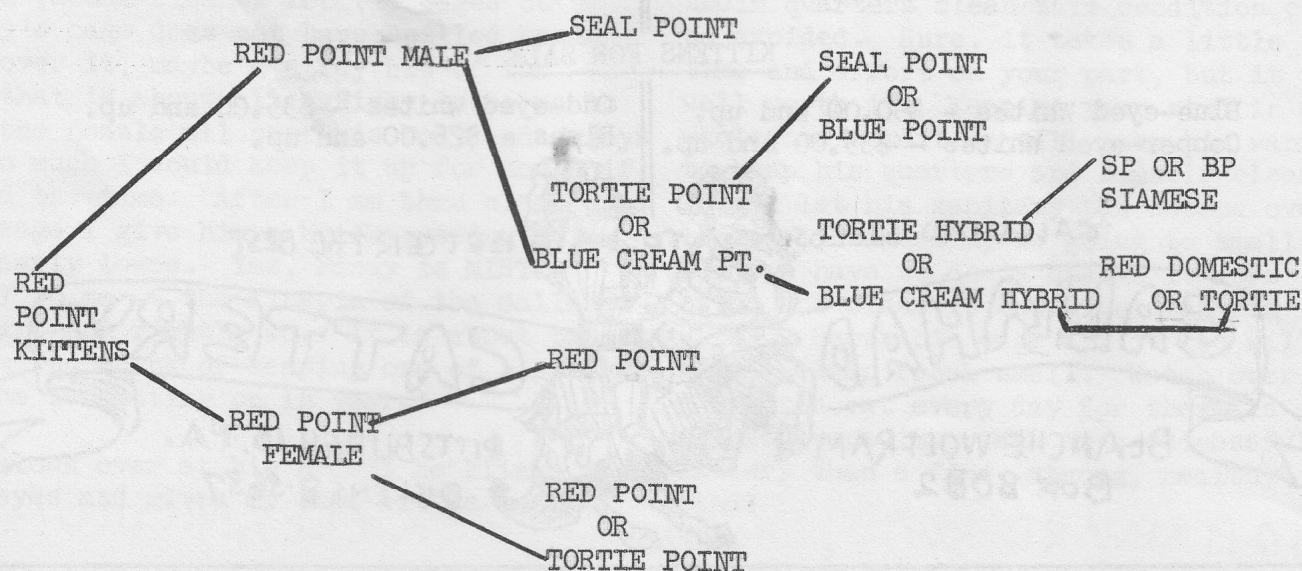 SEAL POINT
RED POINT MALE
SEAL POINT
OR
BLUE POINT
SP OR BP
SIAMESE
TORTIE POINT
OR
BLUE CREAM PT.
TORTIE HYBRID
OR
BLUE CREAM HYBRID
RED DOMESTIC
OR TORTIE
RED
POINT
KITTENS
RED POINT
RED POINT
FEMALE
RED POINT
OR
TORTIE POINT